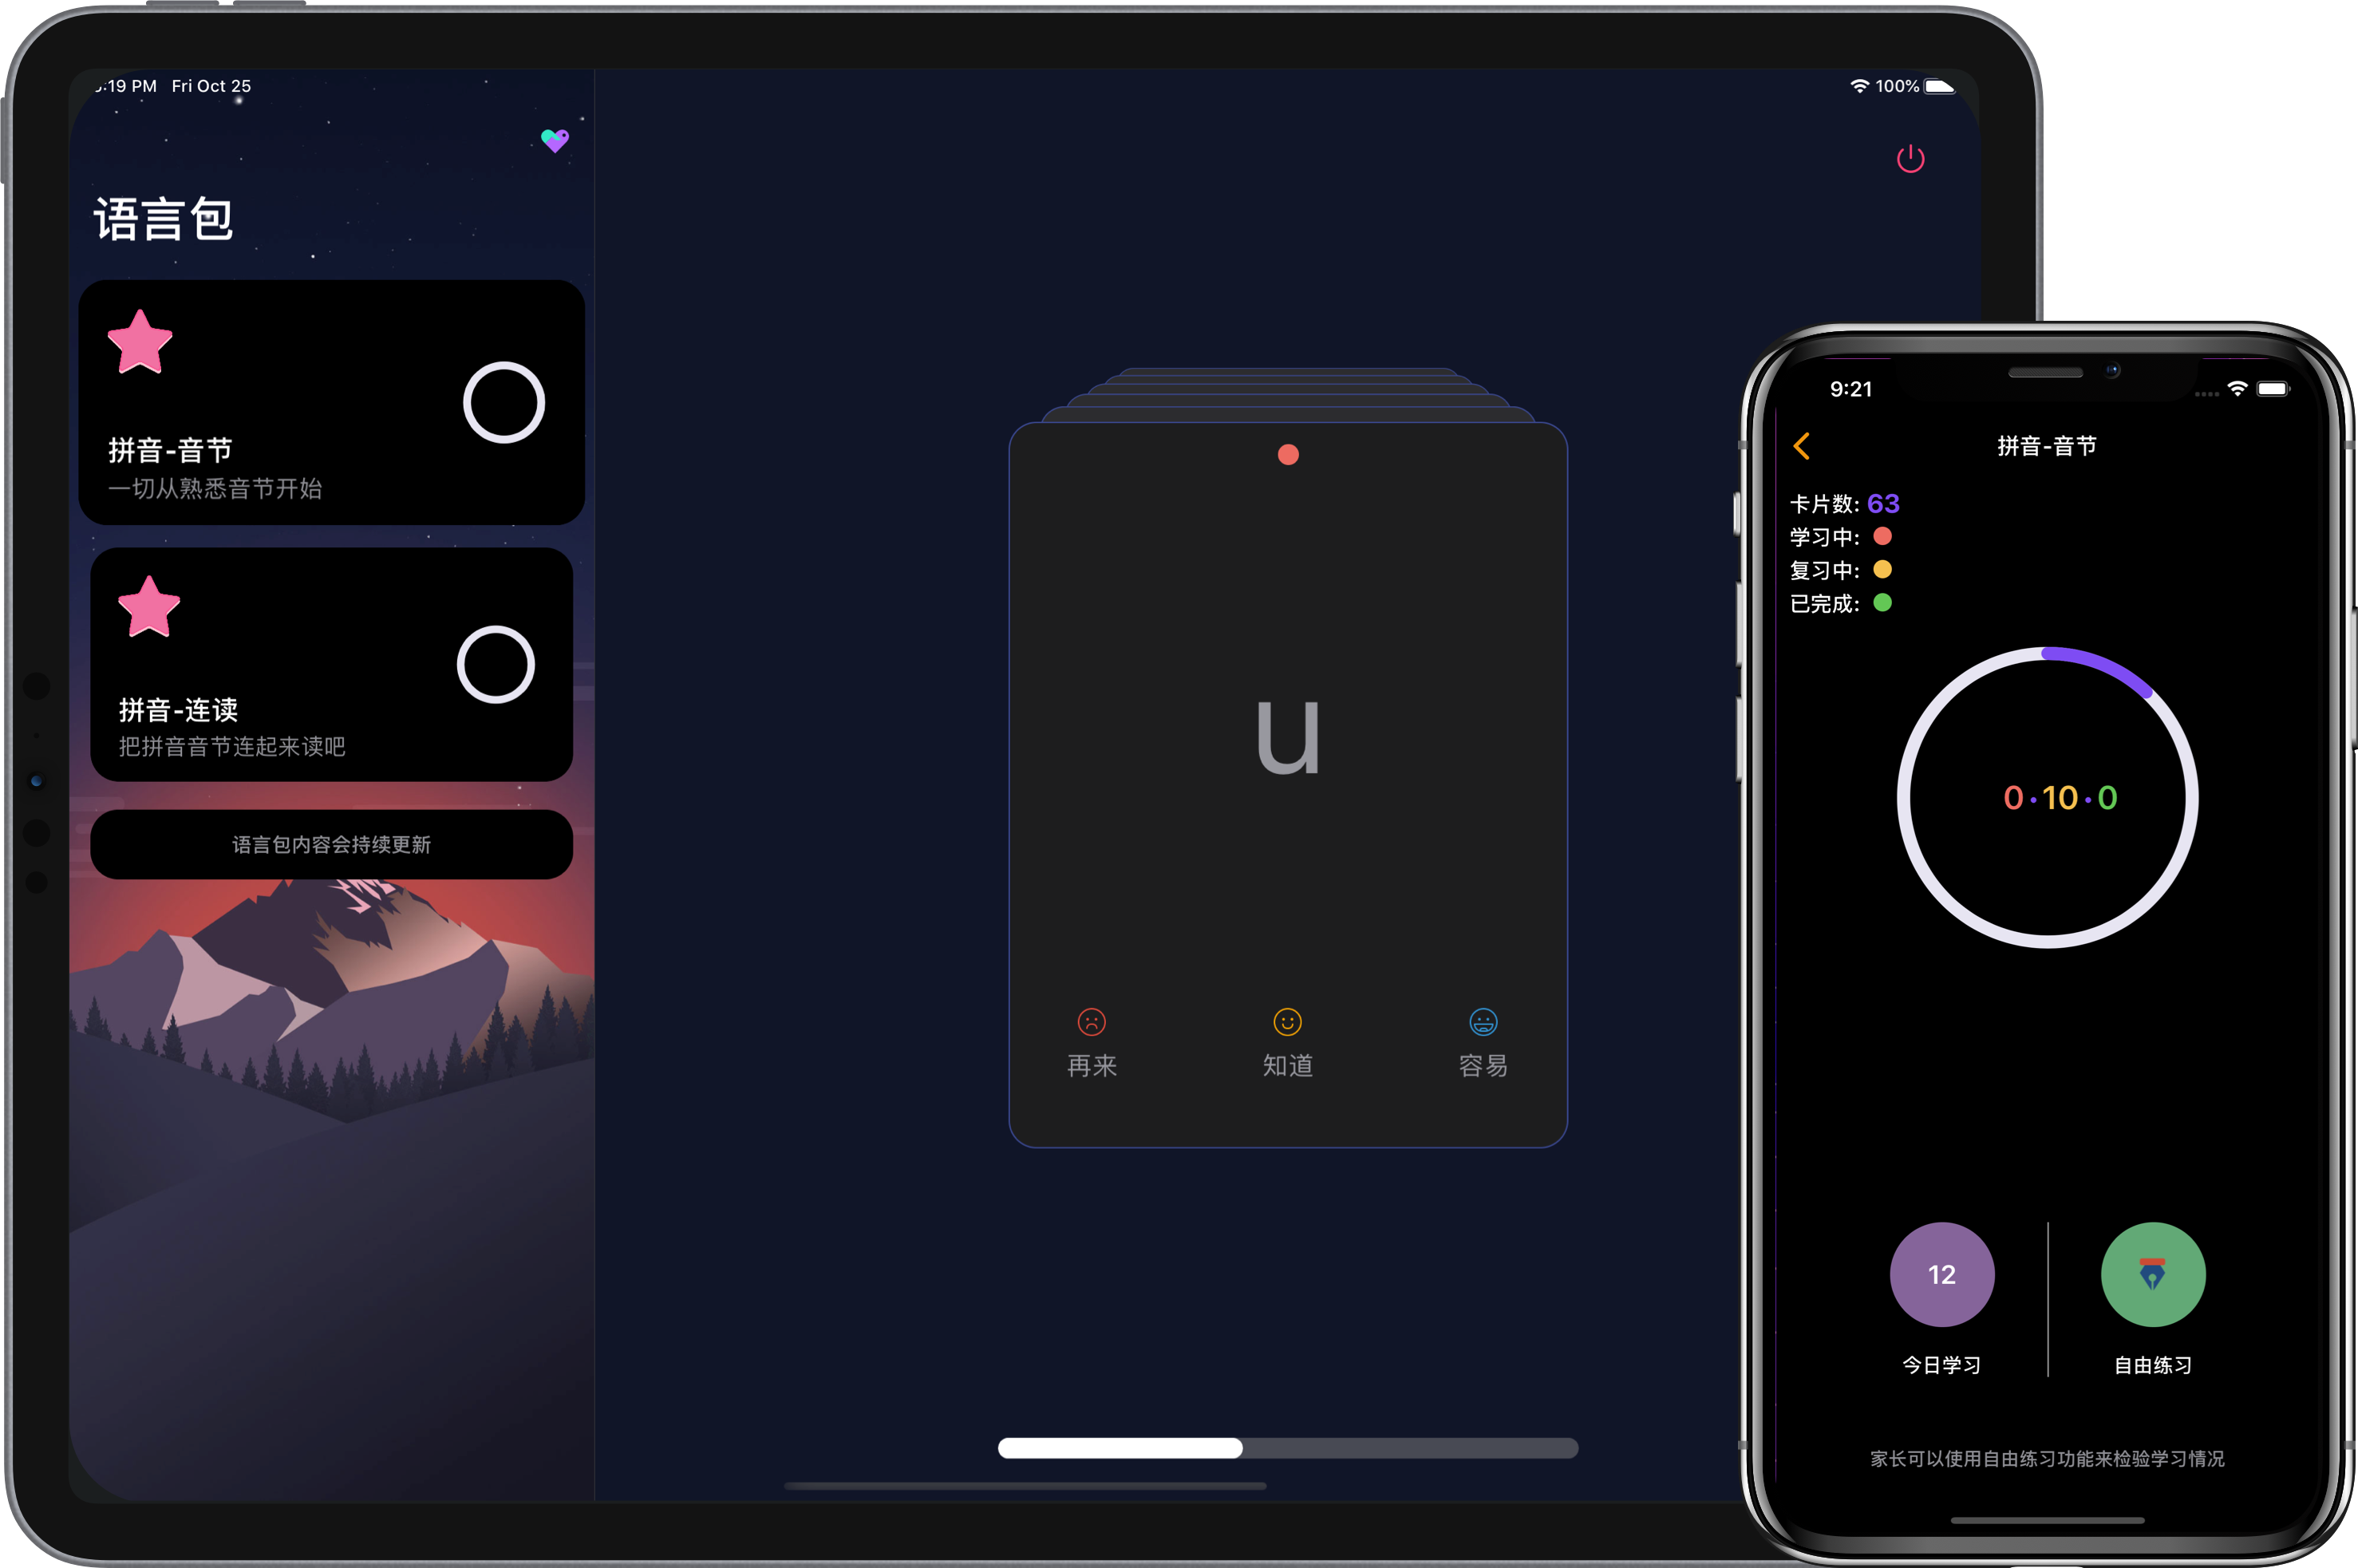 :19 PM Fri Oct 25
100%
语言包
拼音-音节
一切从熟悉音节开始
拼音-连读
把拼音音节连起来读吧
语言包内容会持续更新
u
再来
知道
容易
9:21
拼音-音节
卡片数: 63
学习中:
复习中:
已完成:
0·10·0
12
今日学习
自由练习
家长可以使用自由练习功能来检验学习情况